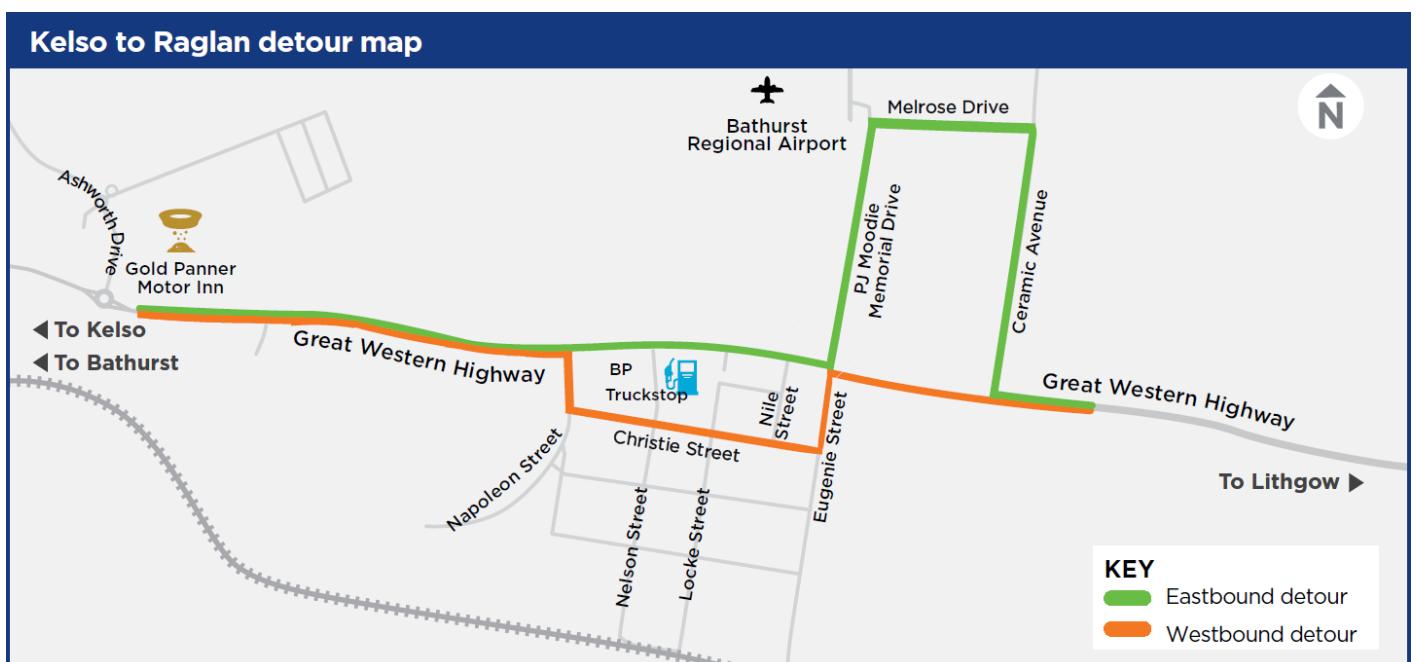 Kelso to Raglan detour map
N
Melrose Drive
Bathurst
Regional Airport
Ashworth Drive
Gold Panner
Motor Inn
PJ Moodie
Memorial Drive
Ceramic Avenue
To Kelso
To Bathurst
Great Western Highway
BP
Truckstop
Nile
Street
Great Western Highway
Christie Street
Eugenie Street
Napoleon Street
Nelson Street
Locke Street
To Lithgow
KEY
Eastbound detour
Westbound detour